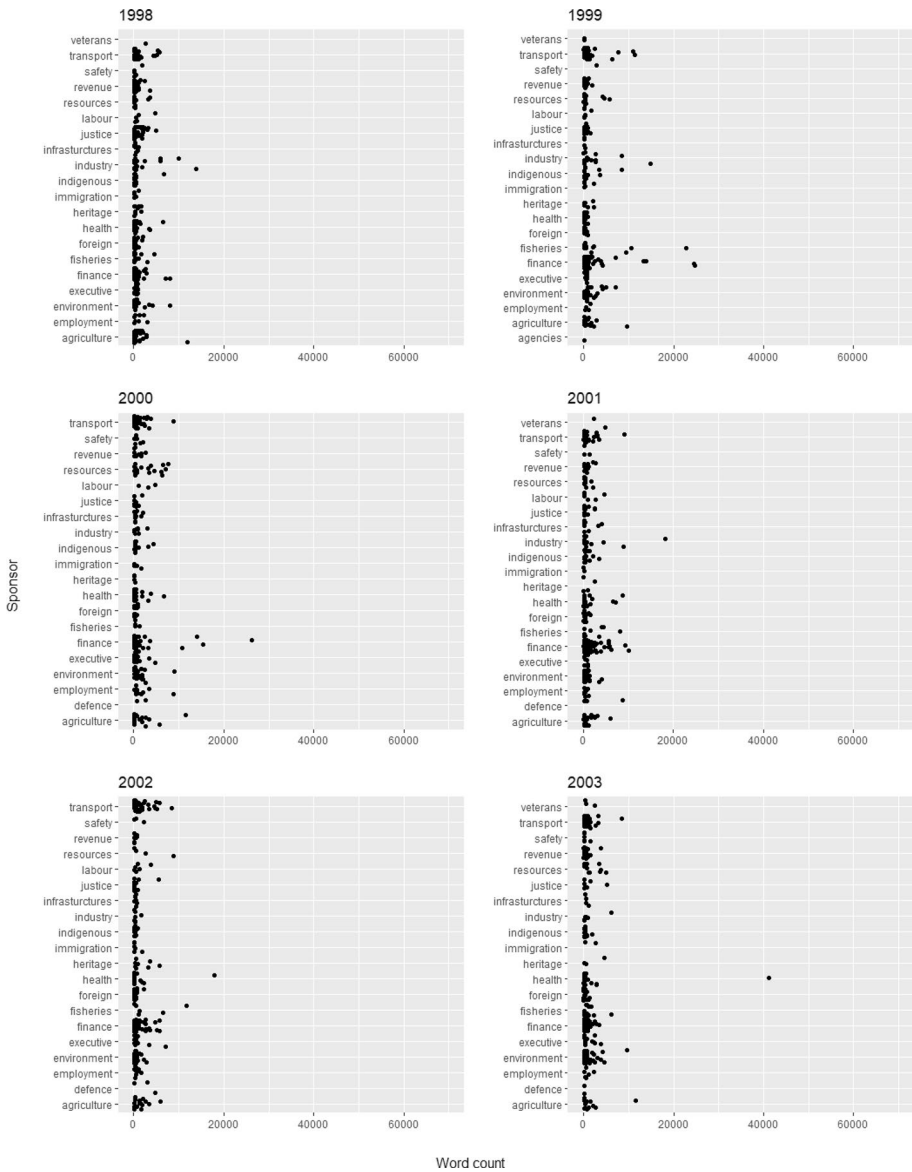 1998
veterans
transport
safety
revenue
resources
labour
justice
infrasturctures
industry
indigenous
immigration
heritage
health
foreign
fisheries
finance
executive
environment
employment
agriculture
0 20000 40000 60000
1999
veterans
transport
safety
revenue
resources
labour
justice
infrasturctures
industry
indigenous
immigration
heritage
health
foreign
fisheries
finance
executive
environment
employment
agriculture
agencies
0 20000 40000 60000
Sponsor
2000
transport
safety
revenue
resources
labour
justice
infrasturctures
industry
indigenous
immigration
heritage
health
foreign
fisheries
finance
executive
environment
employment
defence
agriculture
0 20000 40000 60000
2001
veterans
transport
safety
revenue
resources
labour
justice
infrasturctures
industry
indigenous
immigration
heritage
health
foreign
fisheries
finance
executive
environment
employment
defence
agriculture
0 20000 40000 60000
2002
transport
safety
revenue
resources
labour
justice
infrasturctures
industry
indigenous
immigration
heritage
health
foreign
fisheries
finance
executive
environment
employment
defence
agriculture
0 20000 40000 60000
2003
veterans
transport
safety
revenue
resources
justice
infrasturctures
industry
indigenous
immigration
heritage
health
foreign
fisheries
finance
executive
environment
employment
defence
agriculture
0 20000 40000 60000
Word count